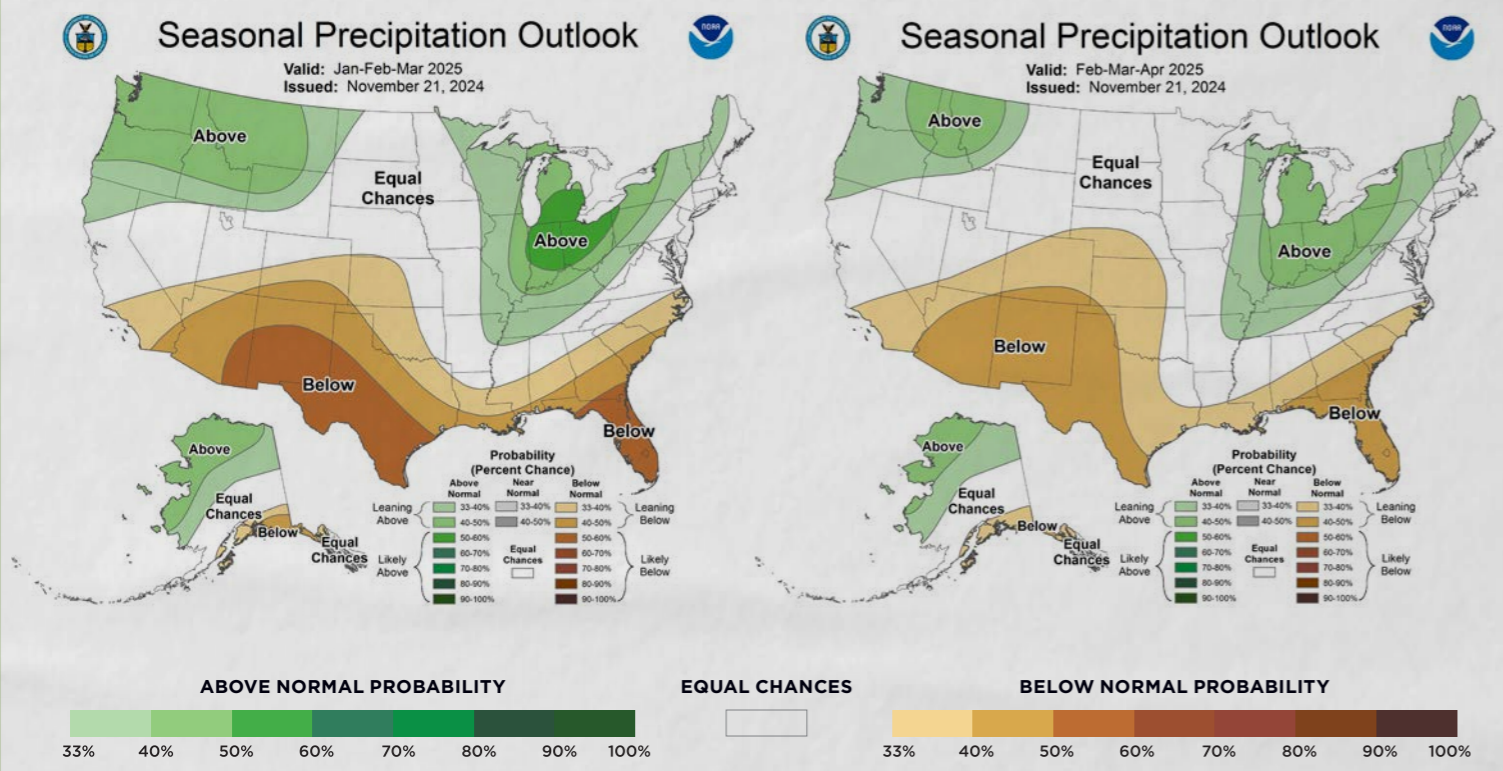 Seasonal Precipitation Outlook
NOAA
Valid: Jan-Feb-Mar 2025
Issued: November 21, 2024
Above
Equal
Chances
Above
Below
Below
Above
Equal
Chances
Below
Equal
Chances
Probability
(Percent Chance)
Above
Normal
Near
Normal
Below
Normal
Leaning
Above
33-40%
33-40%
33-40%
Leaning
Below
40-50%
40-50%
40-50%
Likely
Above
50-60%
50-60%
Likely
Below
60-70%
60-70%
Equal
Chances
70-80%
70-80%
80-90%
80-90%
90-100%
90-100%
Seasonal Precipitation Outlook
NOAA
Valid: Feb-Mar-Apr 2025
Issued: November 21, 2024
Above
Equal
Chances
Above
Below
Below
Above
Equal
Chances
Below
Equal
Chances
Probability
(Percent Chance)
Above
Normal
Near
Normal
Below
Normal
Leaning
Above
33-40%
33-40%
33-40%
Leaning
Below
40-50%
40-50%
40-50%
Likely
Above
50-60%
50-60%
Likely
Below
60-70%
60-70%
Equal
Chances
70-80%
70-80%
80-90%
80-90%
90-100%
90-100%
ABOVE NORMAL PROBABILITY
33% 40% 50% 60% 70% 80% 90% 100%
EQUAL CHANCES
BELOW NORMAL PROBABILITY
33% 40% 50% 60% 70% 80% 90% 100%